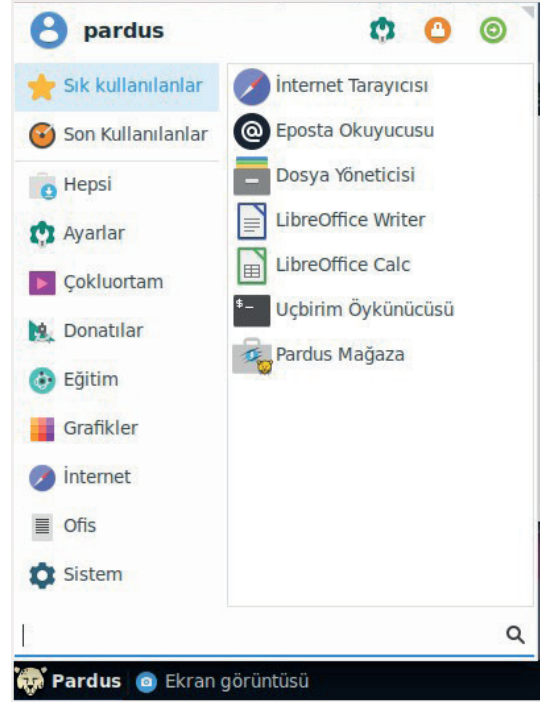 pardus
Sık kullanılanlar
Son Kullanılanlar
Hepsi
Ayarlar
Çokluortam
Donatılar
Eğitim
Grafikler
İnternet
Ofis
Sistem
İnternet Tarayıcısı
Eposta Okuyucusu
Dosya Yöneticisi
LibreOffice Writer
LibreOffice Calc
$_ Uçbirim Öykünücüsü
Pardus Mağaza
Pardus Ekran görüntüsü